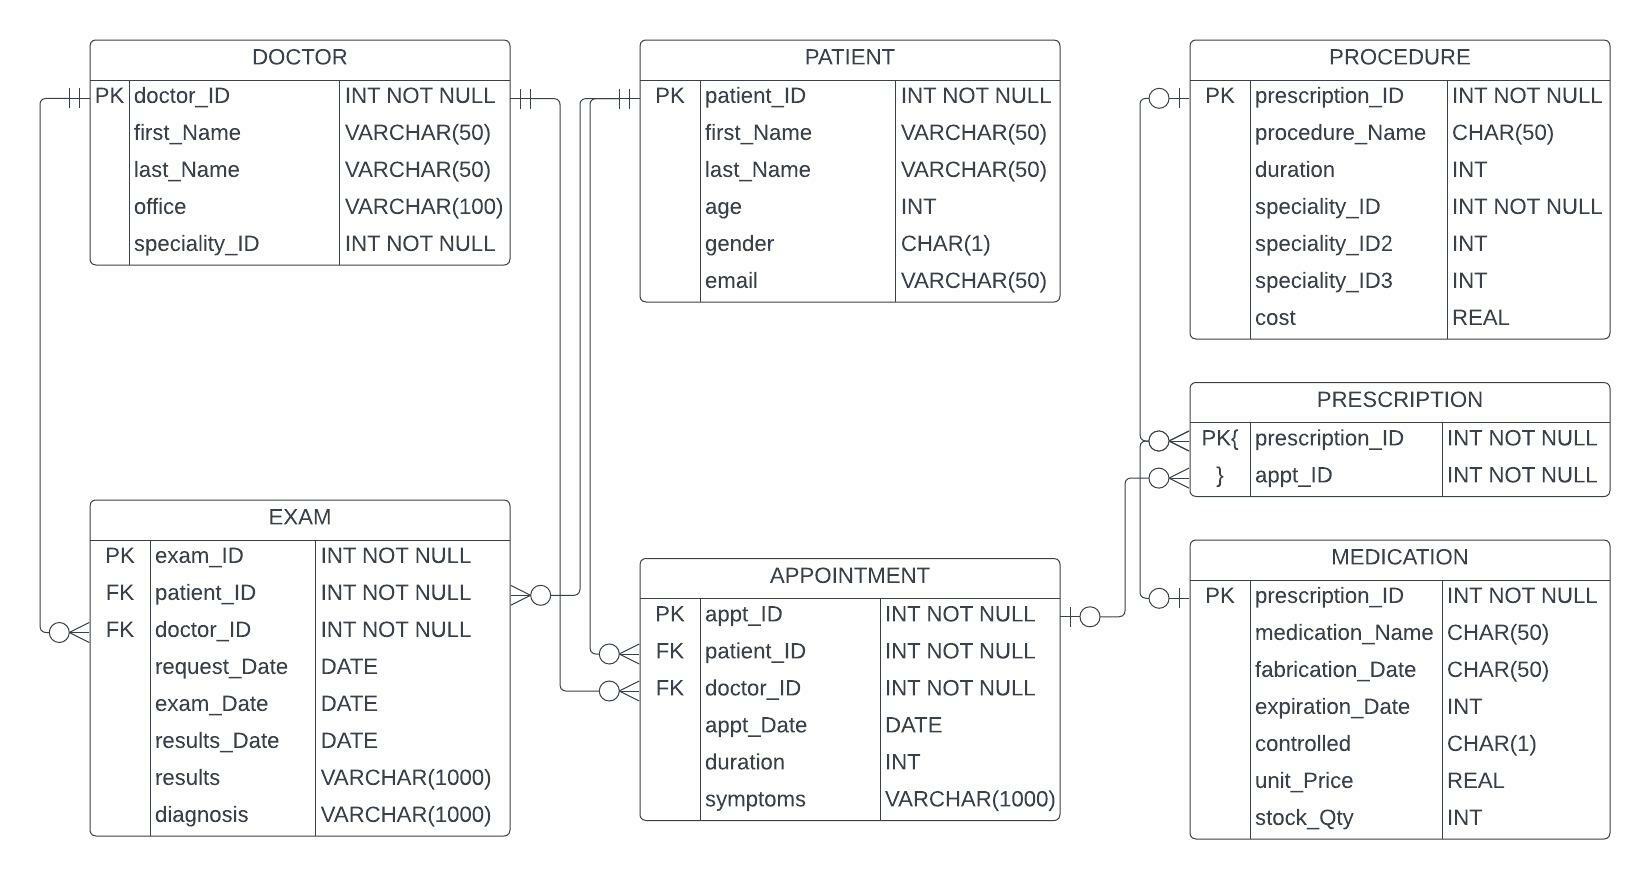 DOCTOR
PK doctor_ID INT NOT NULL
first_Name VARCHAR(50)
last_Name VARCHAR(50)
office VARCHAR(100)
speciality_ID INT NOT NULL
PATIENT
PK patient_ID INT NOT NULL
first_Name VARCHAR(50)
last_Name VARCHAR(50)
age INT
gender CHAR(1)
email VARCHAR(50)
PROCEDURE
PK prescription_ID INT NOT NULL
procedure_Name CHAR(50)
duration INT
speciality_ID INT NOT NULL
speciality_ID2 INT
speciality_ID3 INT
cost REAL
PRESCRIPTION
PK{ prescription_ID INT NOT NULL
} appt_ID INT NOT NULL
EXAM
PK exam_ID INT NOT NULL
FK patient_ID INT NOT NULL
FK doctor_ID INT NOT NULL
request_Date DATE
exam_Date DATE
results_Date DATE
results VARCHAR(1000)
diagnosis VARCHAR(1000)
APPOINTMENT
PK appt_ID INT NOT NULL
FK patient_ID INT NOT NULL
FK doctor_ID INT NOT NULL
appt_Date DATE
duration INT
symptoms VARCHAR(1000)
MEDICATION
PK prescription_ID INT NOT NULL
medication_Name CHAR(50)
fabrication_Date CHAR(50)
expiration_Date INT
controlled CHAR(1)
unit_Price REAL
stock_Qty INT